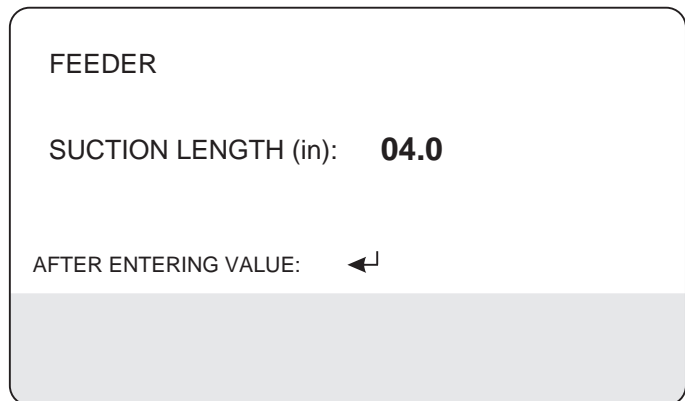 FEEDER
SUCTION LENGTH (in): 04.0
AFTER ENTERING VALUE: ↵